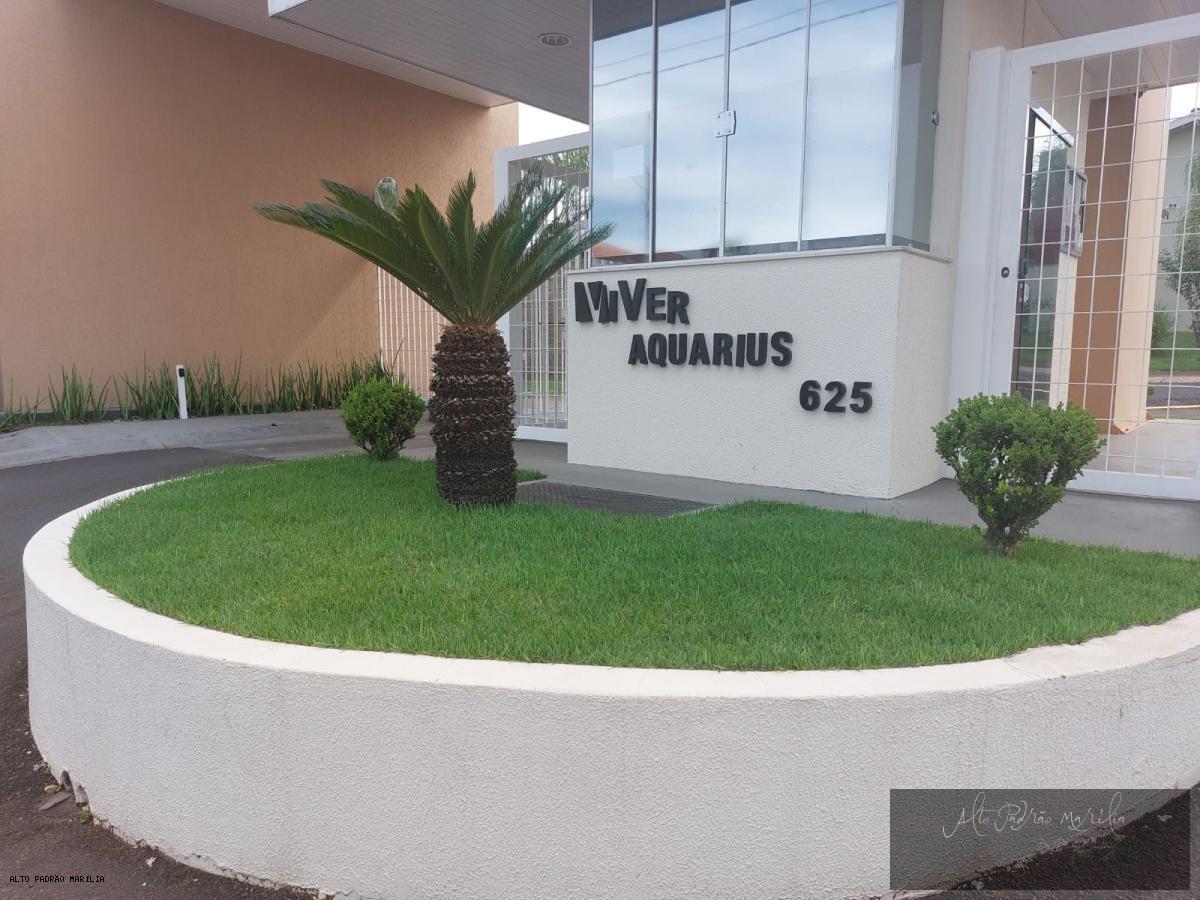 VIVER
AQUARIUS
625
Alto Padrão Marília
ALTO PADRÃO MARÍLIA